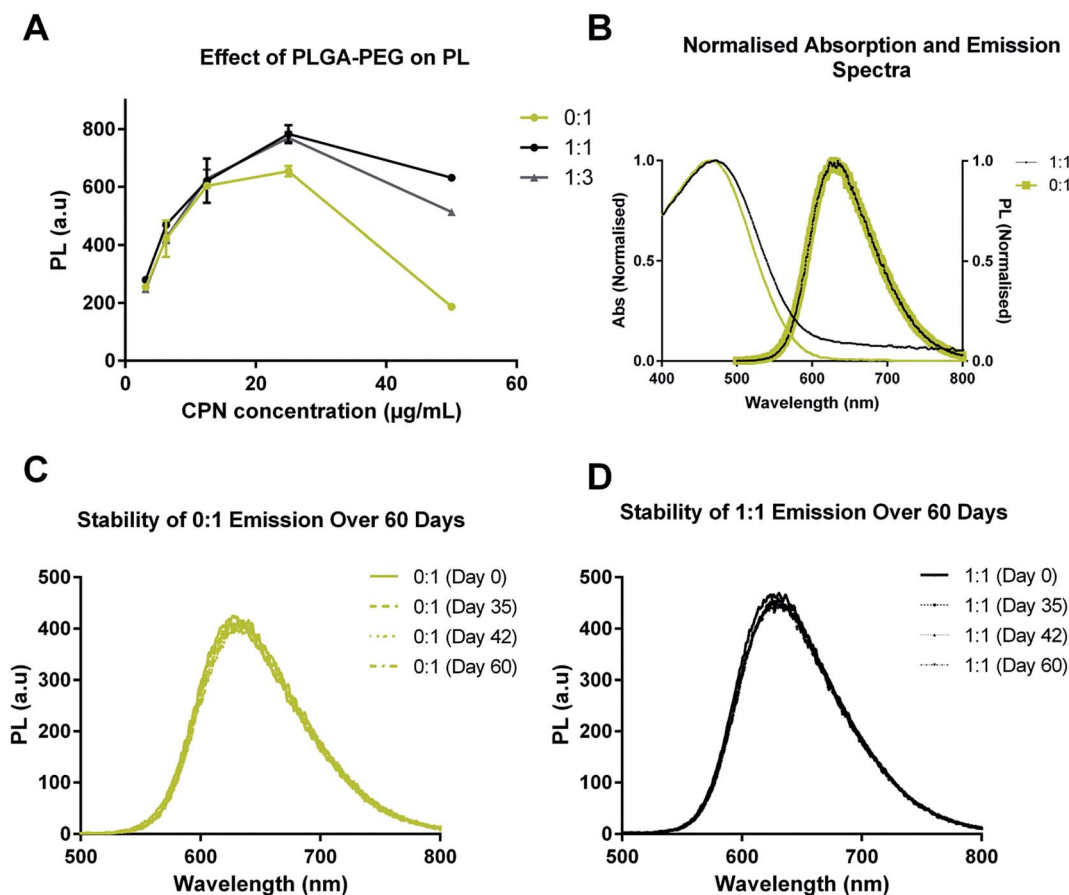 A
Effect of PLGA-PEG on PL
800
600
400
200
0
PL (a.u)
0
20
40
60
CPN concentration (µg/mL)
0:1
1:1
1:3
B
Normalised Absorption and Emission
Spectra
1.0
0.5
0.0
Abs (Normalised)
400
500
600
700
800
Wavelength (nm)
1.0
0.5
0.0
PL (Normalised)
1:1
0:1
C
Stability of 0:1 Emission Over 60 Days
500
400
300
200
100
0
PL (a.u)
500
600
700
800
Wavelength (nm)
0:1 (Day 0)
0:1 (Day 35)
0:1 (Day 42)
0:1 (Day 60)
D
Stability of 1:1 Emission Over 60 Days
500
400
300
200
100
0
PL (a.u)
500
600
700
800
Wavelength (nm)
1:1 (Day 0)
1:1 (Day 35)
1:1 (Day 42)
1:1 (Day 60)